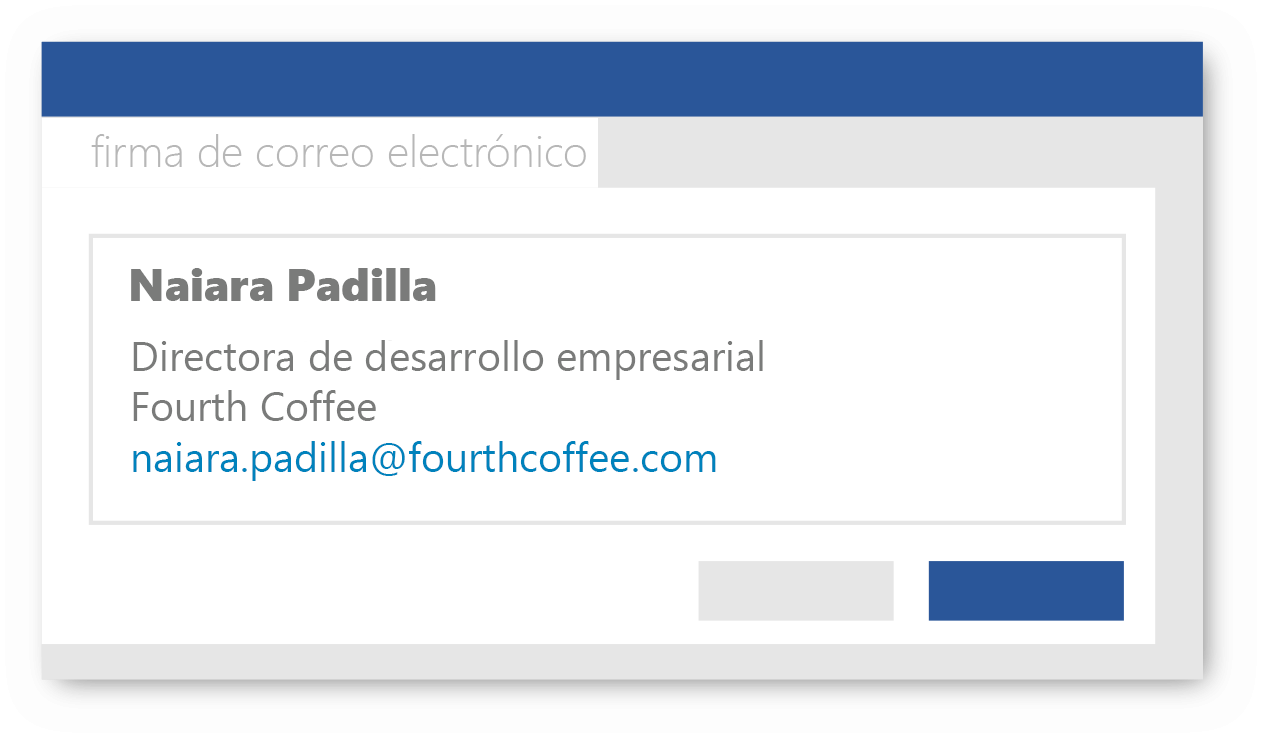 firma de correo electrónico
Naiara Padilla
Directora de desarrollo empresarial
Fourth Coffee
naiara.padilla@fourthcoffee.com